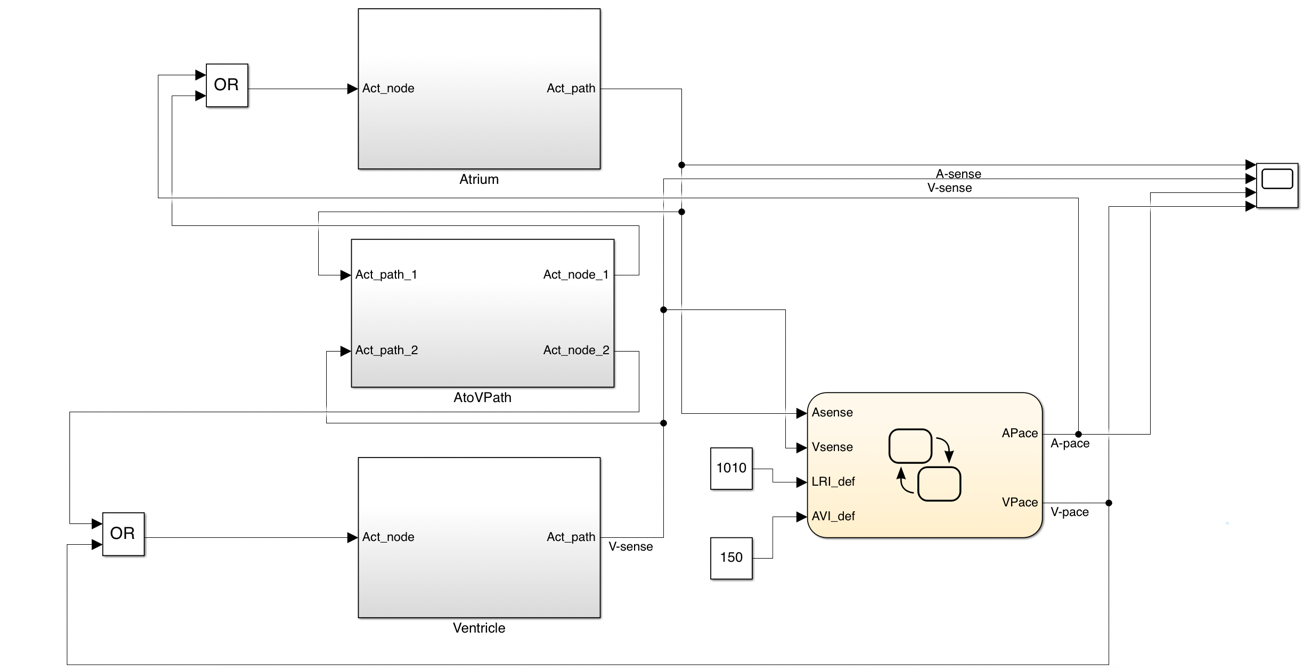 OR
Act_node
Act_path
Atrium
A-sense
V-sense
Act_path_1
Act_node_1
Act_path_2
Act_node_2
AtoVPath
Asense
Vsense
LRI_def
AVI_def
APace
VPace
A-pace
V-pace
1010
150
OR
Act_node
Act_path
V-sense
Ventricle